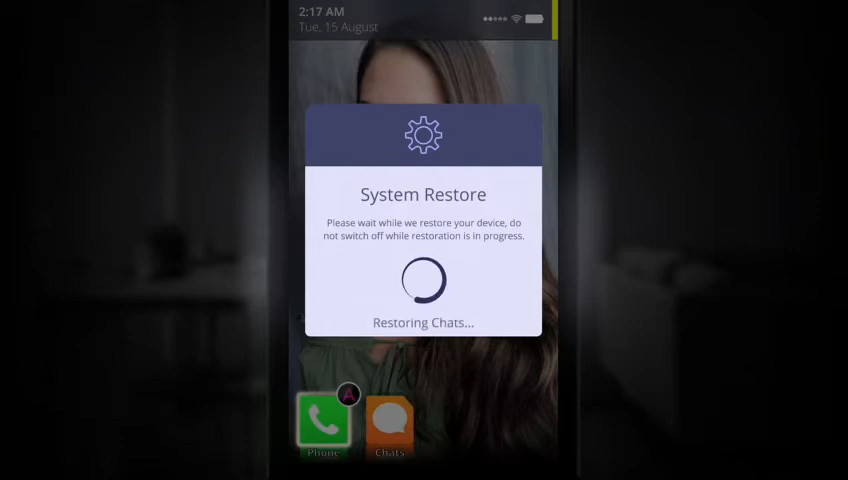 2:17 AM
Tue, 15 August
System Restore
Please wait while we restore your device, do
not switch off while restoration is in progress.
Restoring Chats...
A
Phone
Chats